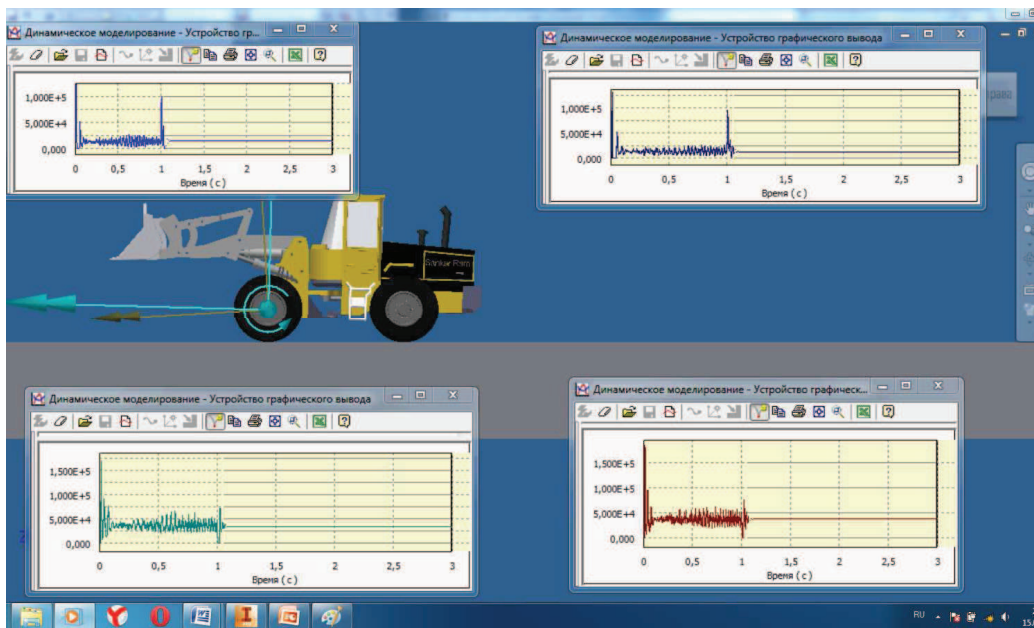 Динамическое моделирование - Устройство гр...
1,000E+5
5,000E+4
0,000
0 0,5 1 1,5 2 2,5 3
Время ( с )
Динамическое моделирование - Устройство графического вывода
1,000E+5
5,000E+4
0,000
0 0,5 1 1,5 2 2,5 3
Время ( с )
права
Динамическое моделирование - Устройство графического вывода
1,500E+5
1,000E+5
5,000E+4
0,000
0 0,5 1 1,5 2 2,5 3
Время ( с )
Динамическое моделирование - Устройство графическ...
1,500E+5
1,000E+5
5,000E+4
0,000
0 0,5 1 1,5 2 2,5 3
Время ( с )
RU